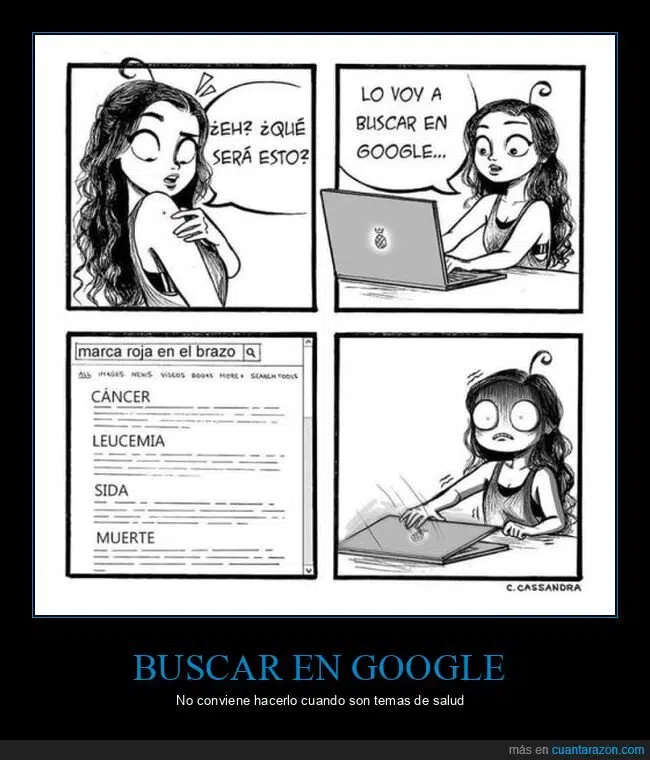 ¿EH? ¿QUÉ
SERÁ ESTO?
LO VOY A
BUSCAR EN
GOOGLE...
marca roja en el brazo
ALL IMAGES NEWS VIDEOS BOOKS MORE SEARCH TOOLS
CÁNCER
LEUCEMIA
SIDA
MUERTE
C. CASSANDRA
BUSCAR EN GOOGLE
No conviene hacerlo cuando son temas de salud
más en cuantarazon.com